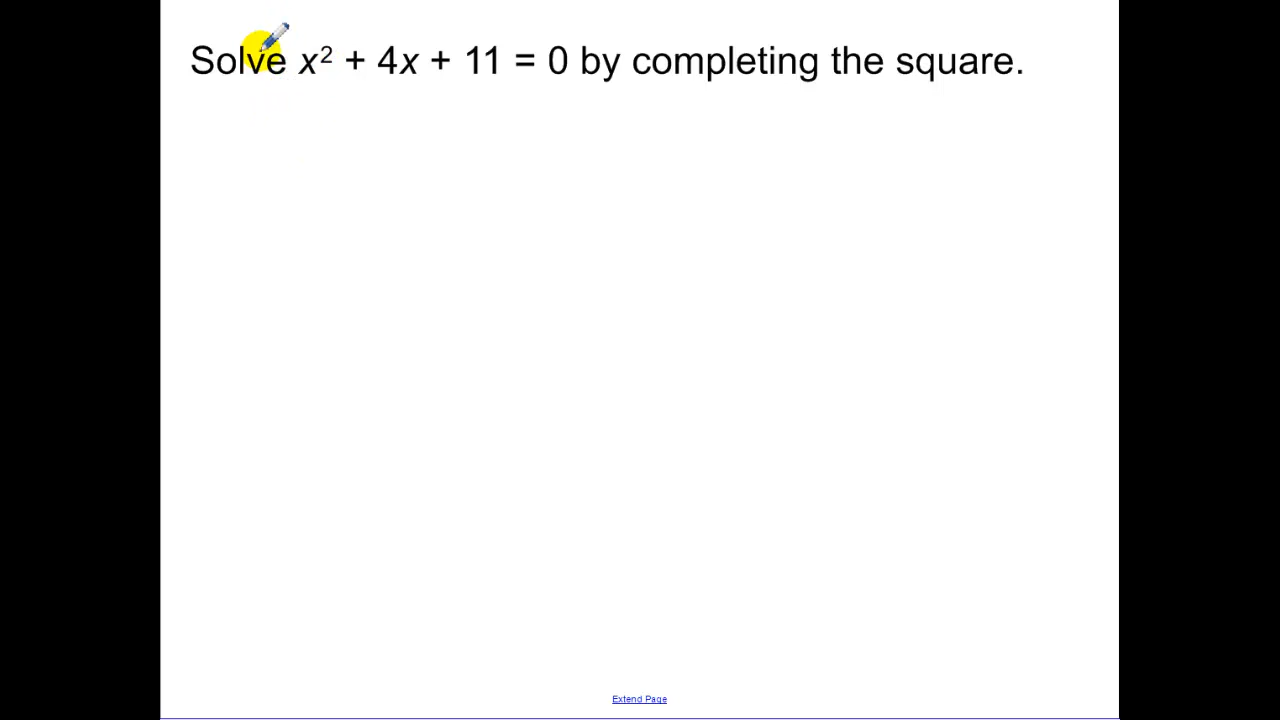 Solve x² + 4x + 11 = 0 by completing the square.
Extend Page